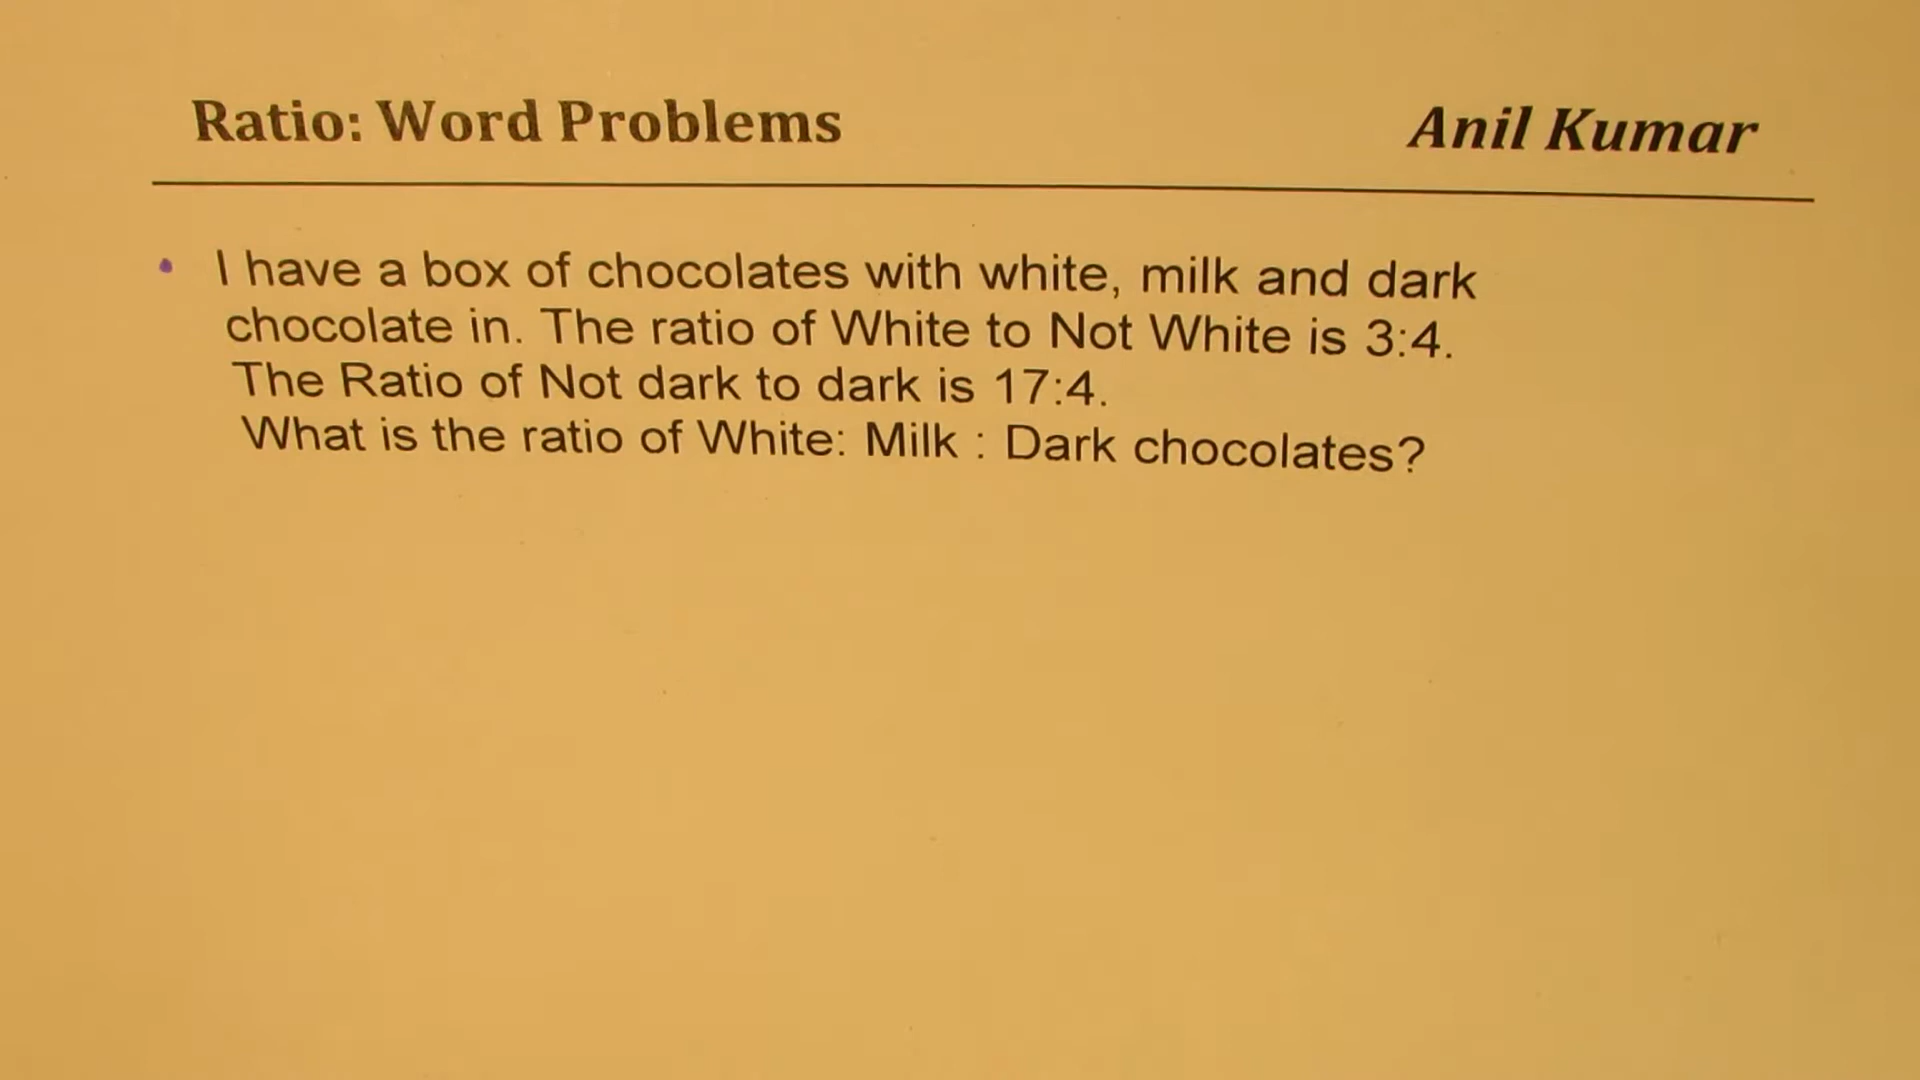 Ratio: Word Problems
Anil Kumar
• I have a box of chocolates with white, milk and dark
chocolate in. The ratio of White to Not White is 3:4.
The Ratio of Not dark to dark is 17:4.
What is the ratio of White: Milk : Dark chocolates?